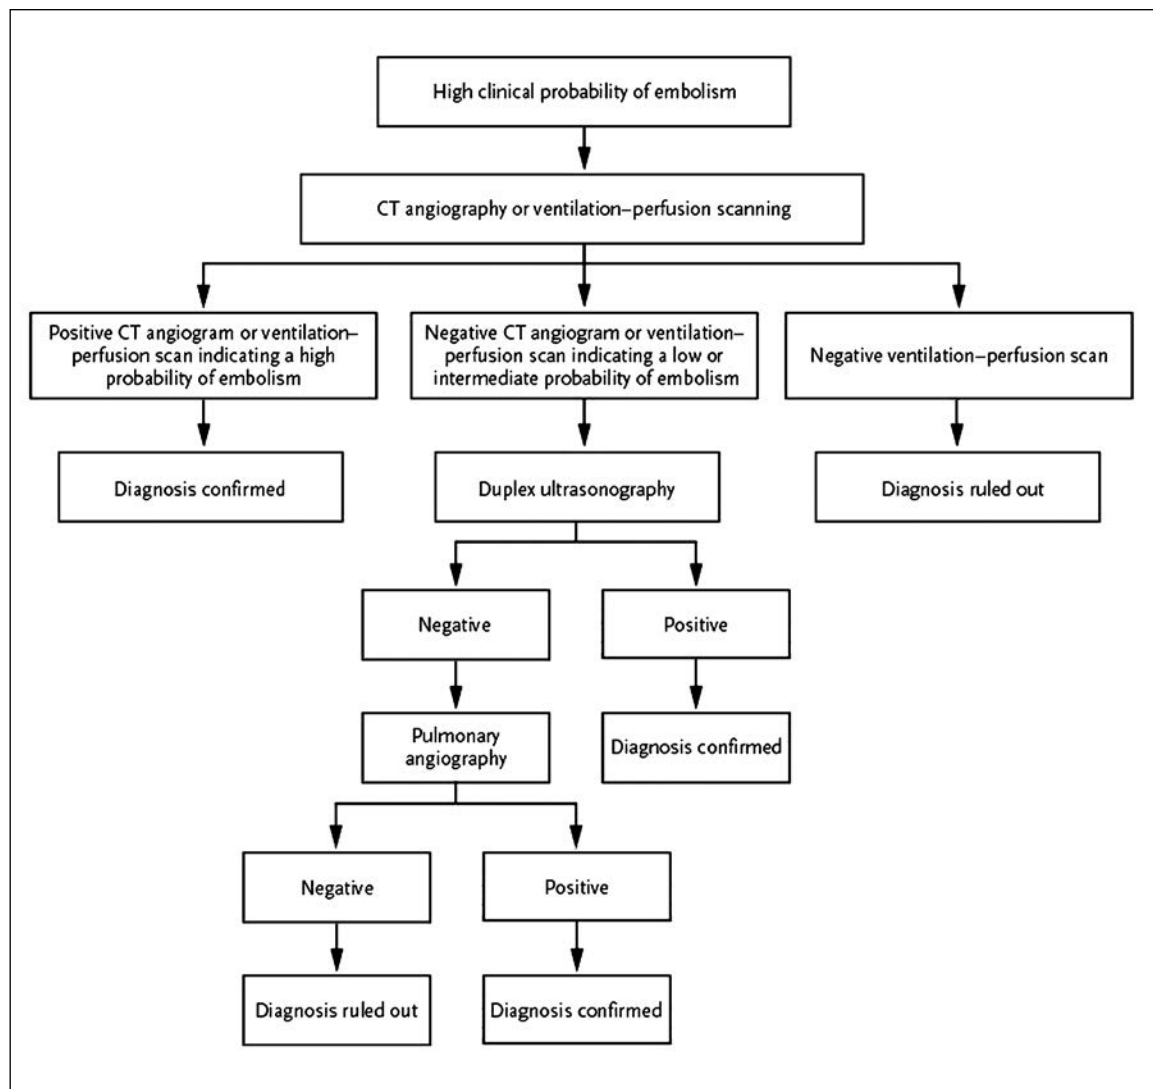 High clinical probability of embolism
CT angiography or ventilation–perfusion scanning
Positive CT angiogram or ventilation–
perfusion scan indicating a high
probability of embolism
Negative CT angiogram or ventilation–
perfusion scan indicating a low or
intermediate probability of embolism
Negative ventilation–perfusion scan
Diagnosis confirmed
Duplex ultrasonography
Diagnosis ruled out
Negative
Positive
Pulmonary
angiography
Diagnosis confirmed
Negative
Positive
Diagnosis ruled out
Diagnosis confirmed